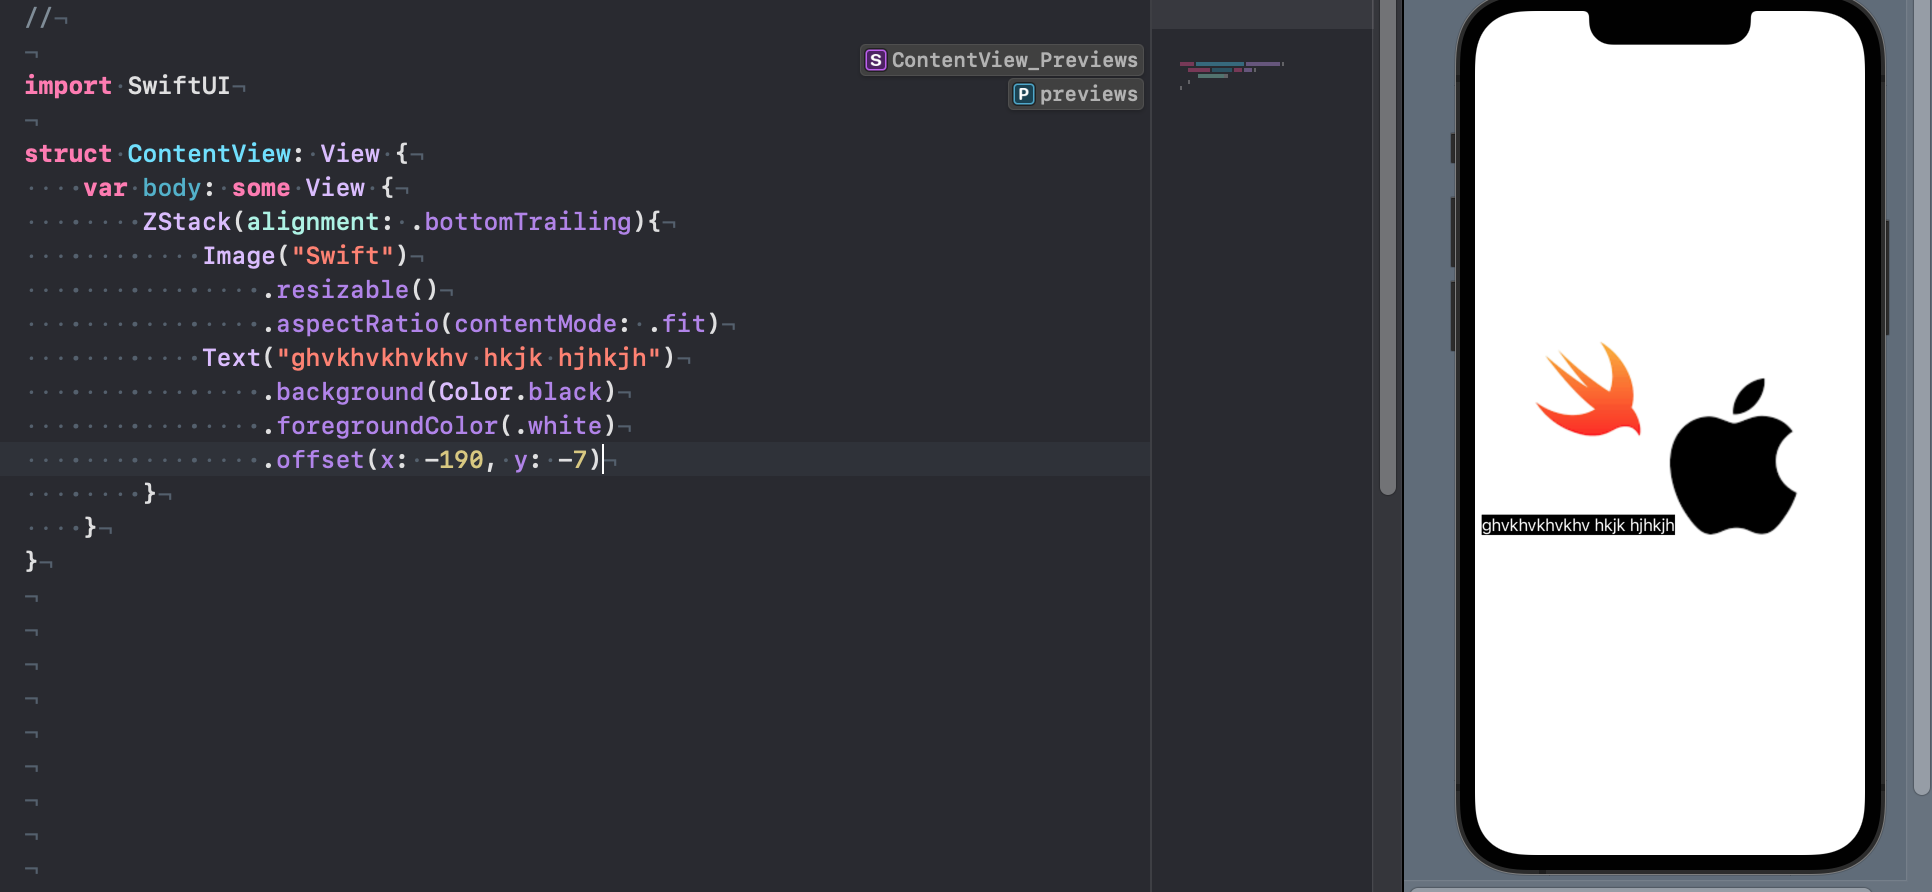 //
import SwiftUI
struct ContentView: View {
var body: some View {
ZStack(alignment: .bottomTrailing){
Image("Swift")
.resizable()
.aspectRatio(contentMode: .fit)
Text("ghvkhvkhvkhv hkjk hjhkjh")
.background(Color.black)
.foregroundColor(.white)
.offset(x: -190, y: -7)
}
}
}
S ContentView_Previews
P previews
ghvkhvkhvkhv hkjk hjhkjh